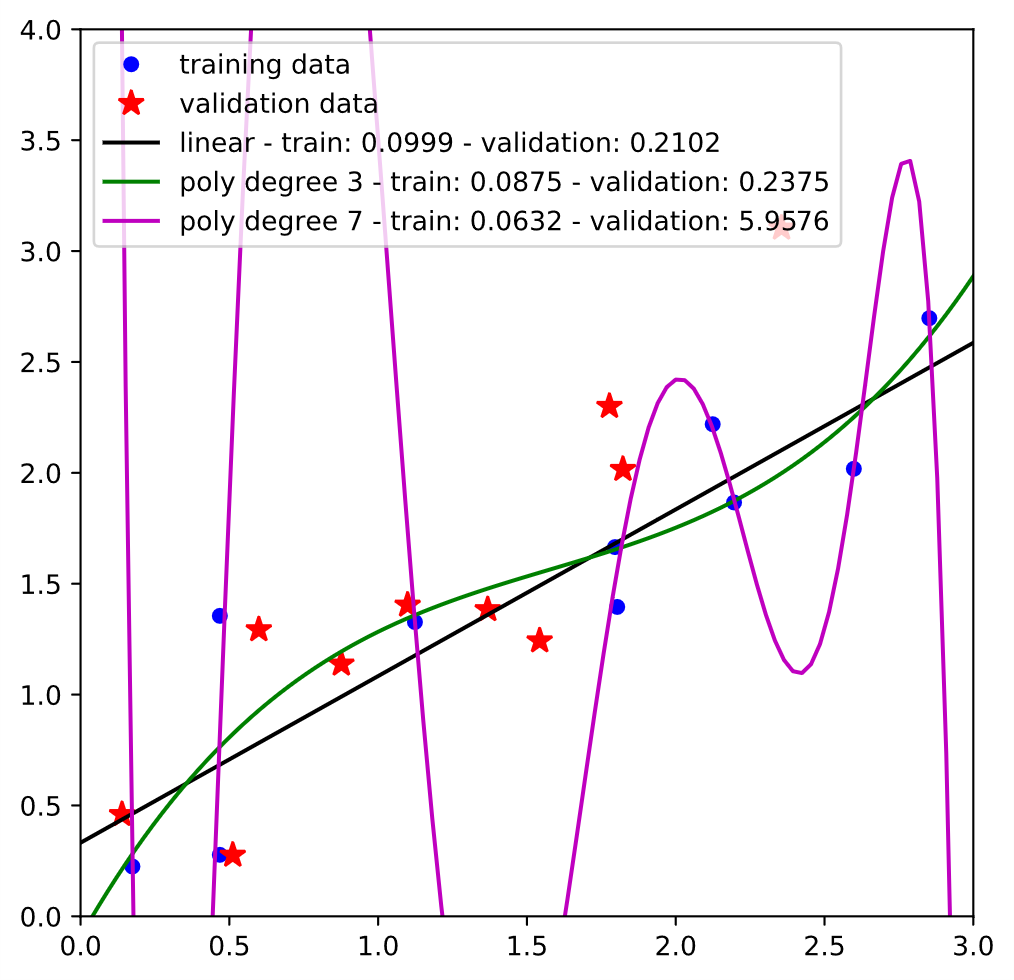 4.0
3.5
3.0
2.5
2.0
1.5
1.0
0.5
0.0
training data
validation data
linear - train: 0.0999 - validation: 0.2102
poly degree 3 - train: 0.0875 - validation: 0.2375
poly degree 7 - train: 0.0632 - validation: 5.9576
0.0 0.5 1.0 1.5 2.0 2.5 3.0